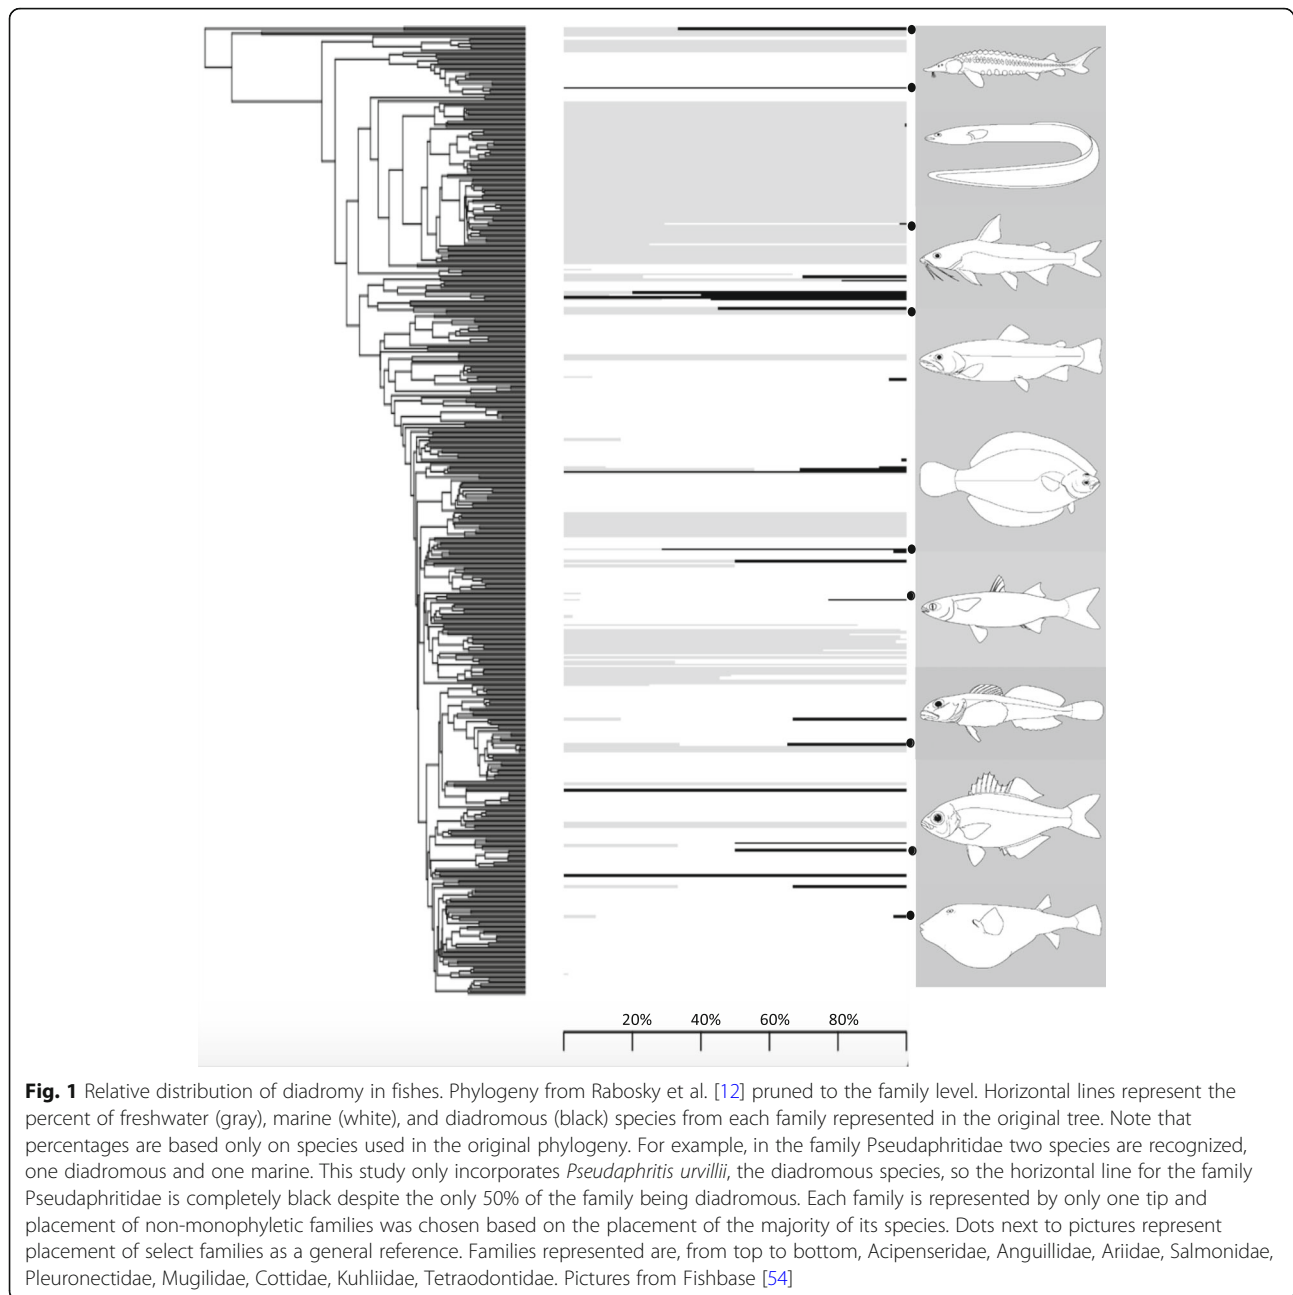 20% 40% 60% 80%
Fig. 1 Relative distribution of diadromy in fishes. Phylogeny from Rabosky et al. [12] pruned to the family level. Horizontal lines represent the
percent of freshwater (gray), marine (white), and diadromous (black) species from each family represented in the original tree. Note that
percentages are based only on species used in the original phylogeny. For example, in the family Pseudaphritidae two species are recognized,
one diadromous and one marine. This study only incorporates Pseudaphritis urvillii, the diadromous species, so the horizontal line for the family
Pseudaphritidae is completely black despite the only 50% of the family being diadromous. Each family is represented by only one tip and
placement of non-monophyletic families was chosen based on the placement of the majority of its species. Dots next to pictures represent
placement of select families as a general reference. Families represented are, from top to bottom, Acipenseridae, Anguillidae, Ariidae, Salmonidae,
Pleuronectidae, Mugilidae, Cottidae, Kuhliidae, Tetraodontidae. Pictures from Fishbase [54]